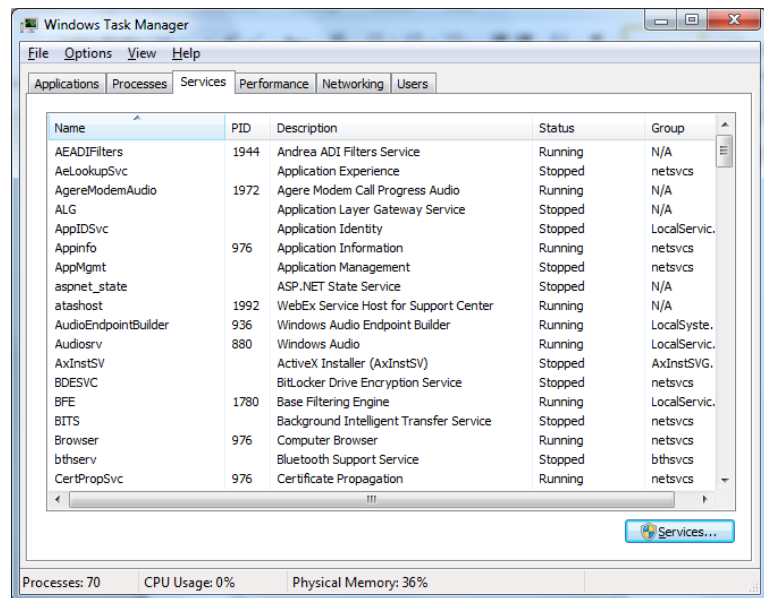 Windows Task Manager
File Options View Help
Applications Processes Services Performance Networking Users
Name PID Description Status Group
AEADIFilters 1944 Andrea ADI Filters Service Running N/A
AeLookupSvc Application Experience Stopped netsvcs
AgereModemAudio 1972 Agere Modem Call Progress Audio Running N/A
ALG Application Layer Gateway Service Stopped N/A
AppIDSvc Application Identity Stopped LocalServic.
Appinfo 976 Application Information Running netsvcs
AppMgmt Application Management Stopped netsvcs
aspnet_state ASP.NET State Service Stopped N/A
atashost 1992 WebEx Service Host for Support Center Running N/A
AudioEndpointBuilder 936 Windows Audio Endpoint Builder Running LocalSyste.
Audiosrv 880 Windows Audio Running LocalServic.
AxInstSV ActiveX Installer (AxInstSV) Stopped AxInstSVG.
BDESVC BitLocker Drive Encryption Service Stopped netsvcs
BFE 1780 Base Filtering Engine Running LocalServic.
BITS Background Intelligent Transfer Service Stopped netsvcs
Browser 976 Computer Browser Running netsvcs
bthserv Bluetooth Support Service Stopped bthsvcs
CertPropSvc 976 Certificate Propagation Running netsvcs
Services...
Processes: 70 CPU Usage: 0% Physical Memory: 36%